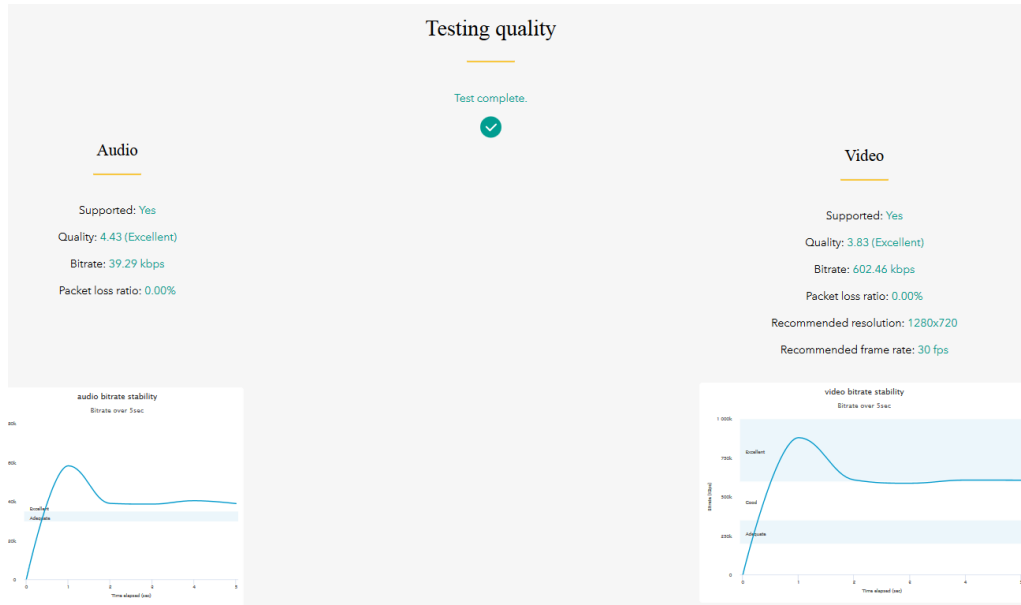 Testing quality
Test complete.
Audio
Supported: Yes
Quality: 4.43 (Excellent)
Bitrate: 39.29 kbps
Packet loss ratio: 0.00%
Video
Supported: Yes
Quality: 3.83 (Excellent)
Bitrate: 602.46 kbps
Packet loss ratio: 0.00%
Recommended resolution: 1280x720
Recommended frame rate: 30 fps
audio bitrate stability
Bitrate over 5sec
80k
60k
40k
Excellent
Adequate
20k
0
0 1 2 3 4 5
Time elapsed (sec)
video bitrate stability
Bitrate over 5sec
1 000k
750k
Excellent
Bitrate (kbps)
500k
Good
250k
Adequate
0
0 1 2 3 4 5
Time elapsed (sec)